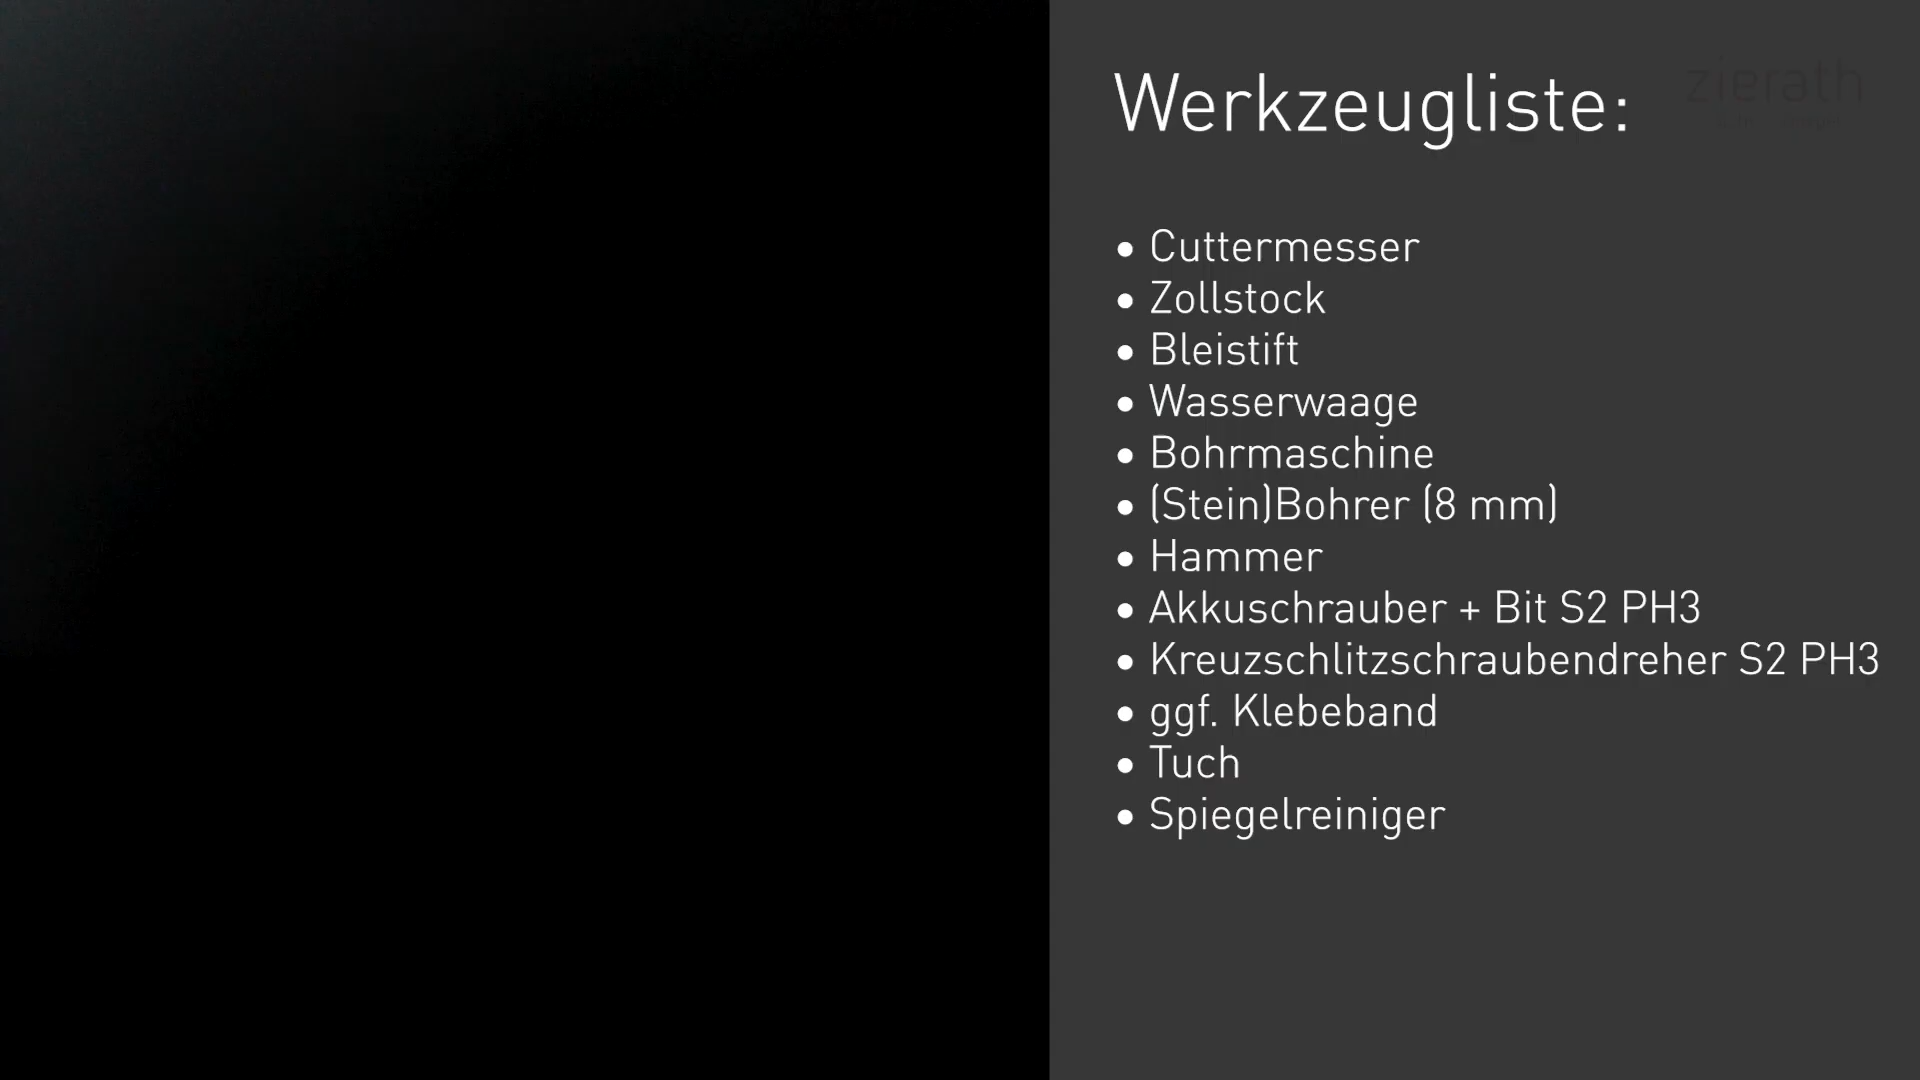 zierath
Werkzeugliste:
• Cuttermesser
• Zollstock
• Bleistift
• Wasserwaage
• Bohrmaschine
• (Stein)Bohrer (8 mm)
• Hammer
• Akkuschrauber + Bit S2 PH3
• Kreuzschlitzschraubendreher S2 PH3
• ggf. Klebeband
• Tuch
• Spiegelreiniger